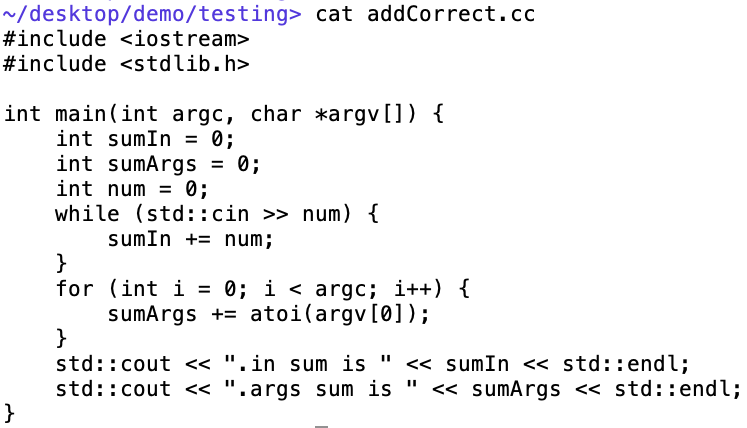 ~/desktop/demo/testing> cat addCorrect.cc
#include <iostream>
#include <stdlib.h>

int main(int argc, char *argv[]) {
    int sumIn = 0;
    int sumArgs = 0;
    int num = 0;
    while (std::cin >> num) {
        sumIn += num;
    }
    for (int i = 0; i < argc; i++) {
        sumArgs += atoi(argv[0]);
    }
    std::cout << ".in sum is " << sumIn << std::endl;
    std::cout << ".args sum is " << sumArgs << std::endl;
}